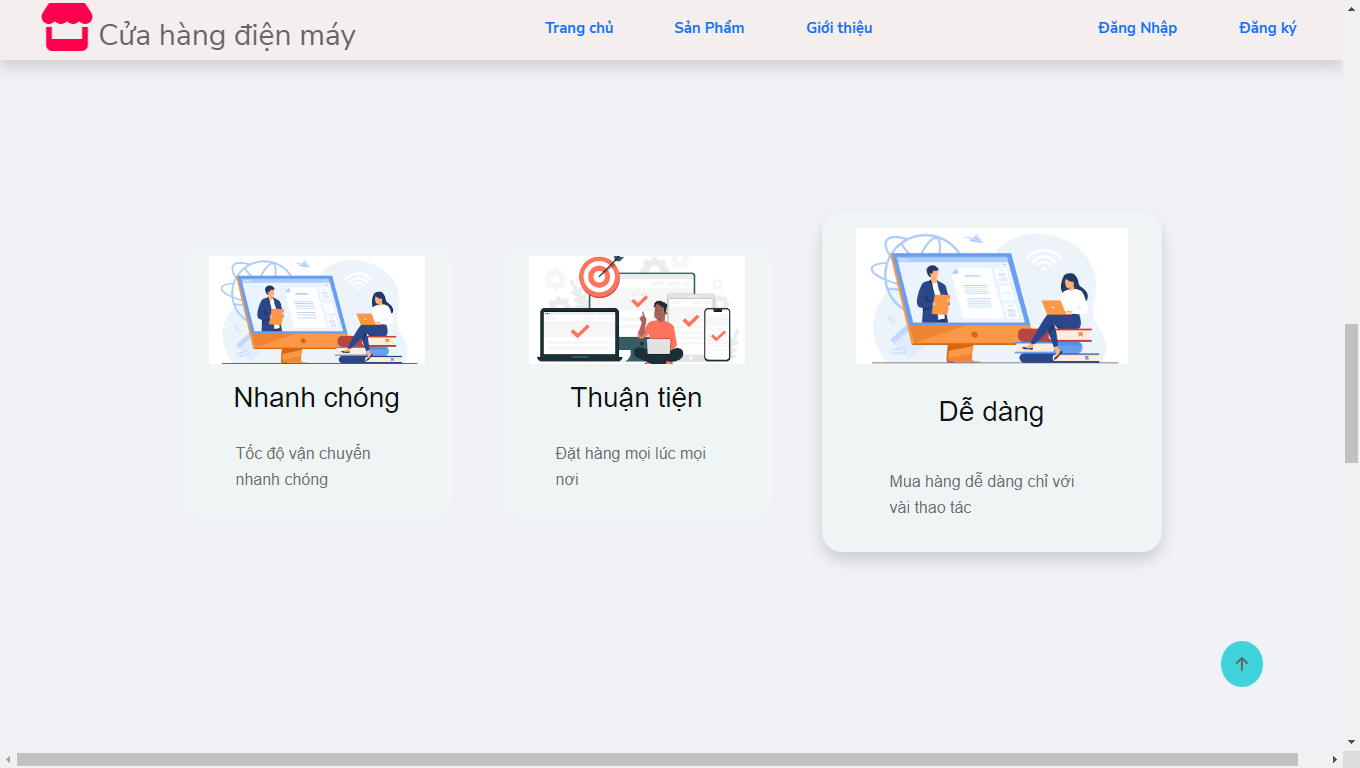 Cửa hàng điện máy
Trang chủ
Sản Phẩm
Giới thiệu
Đăng Nhập
Đăng ký
Nhanh chóng
Tốc độ vận chuyển
nhanh chóng
Thuận tiện
Đặt hàng mọi lúc mọi
nơi
Dễ dàng
Mua hàng dễ dàng chỉ với
vài thao tác